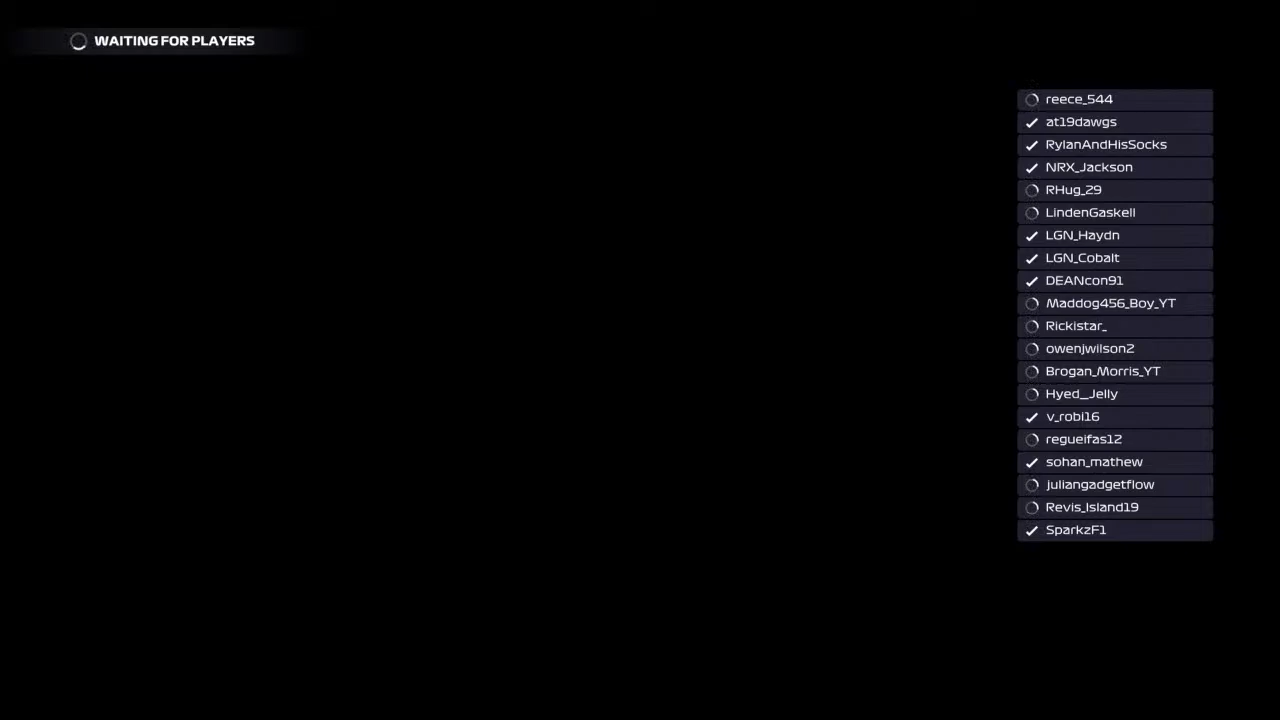 WAITING FOR PLAYERS
reece_544
at19dawgs
RylanAndHisSocks
NRX_Jackson
RHug_29
LindenGaskell
LGN_Haydn
LGN_Cobalt
DEANcon91
Maddog456_Boy_YT
Rickistar_
owenjwilson2
Brogan_Morris_YT
Hyed__Jelly
v_robi16
regueifas12
sohan_mathew
juliangadgetflow
Revis_Island19
SparkzF1